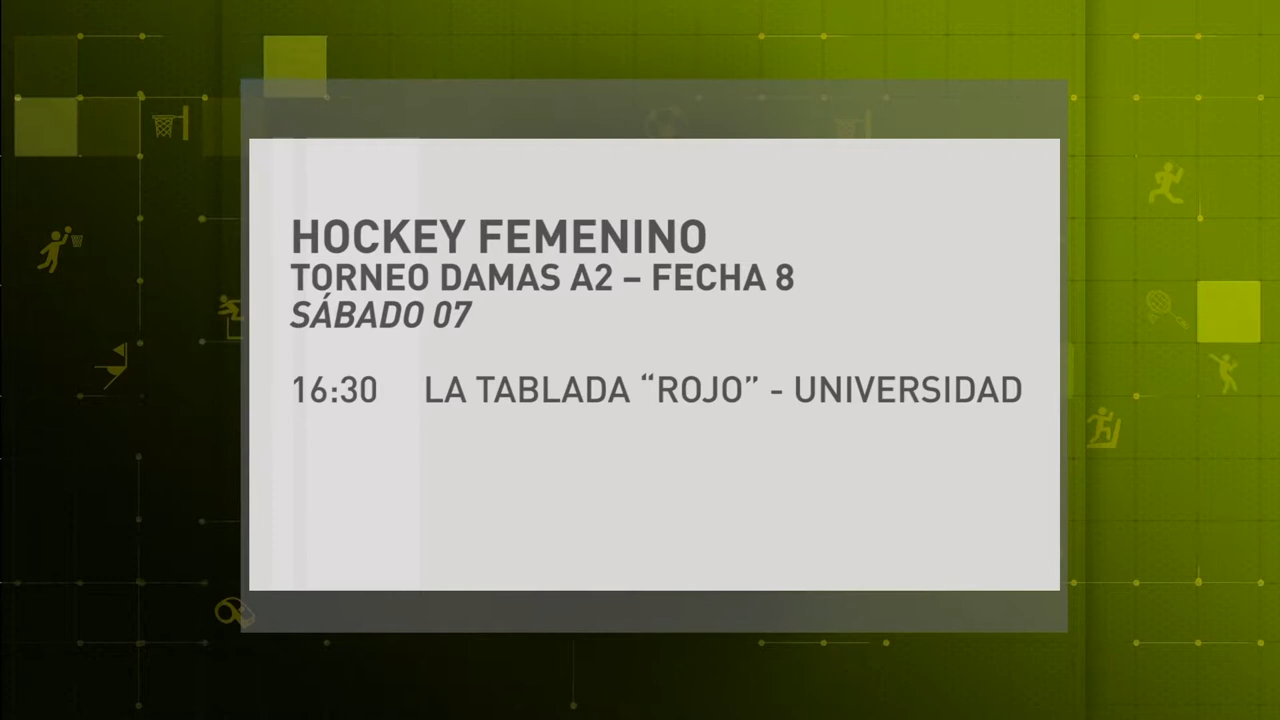 HOCKEY FEMENINO
TORNEO DAMAS A2 – FECHA 8
SÁBADO 07
16:30 LA TABLADA “ROJO” - UNIVERSIDAD